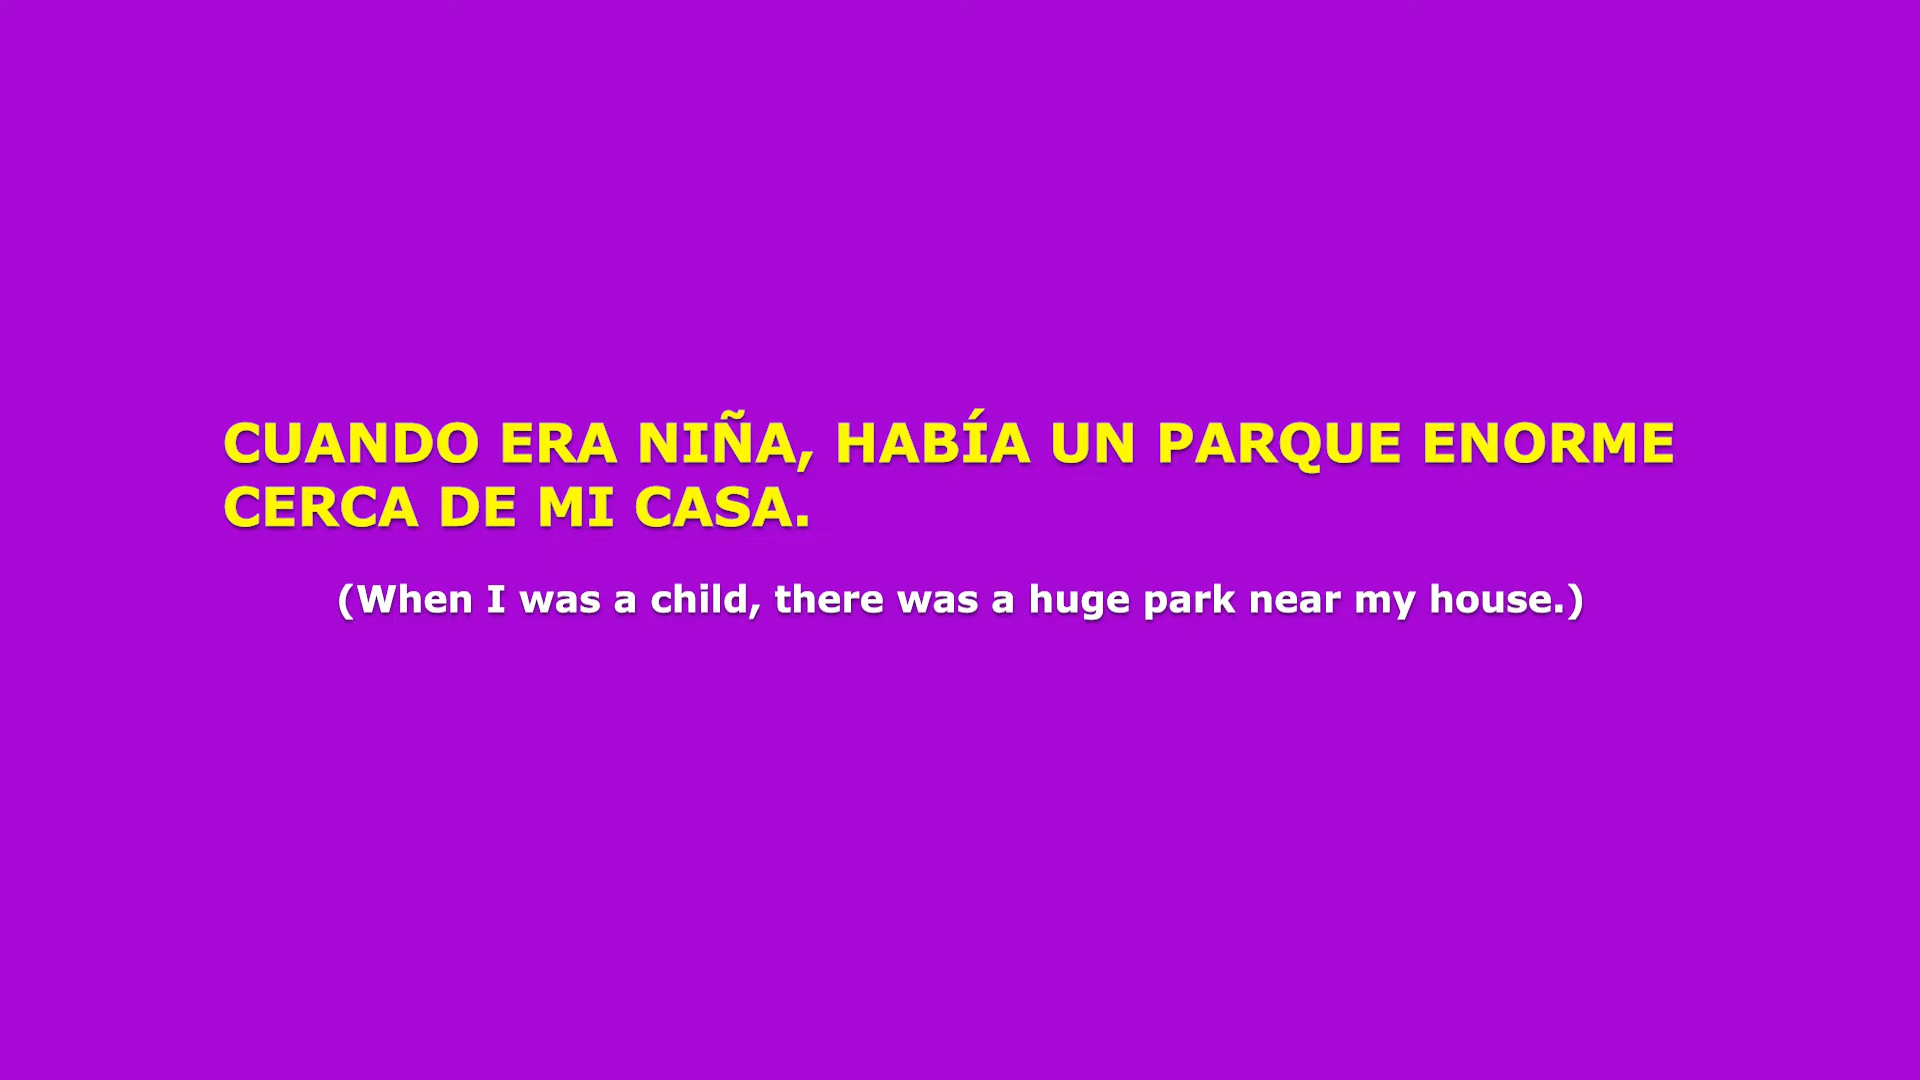 CUANDO ERA NIÑA, HABÍA UN PARQUE ENORME
CERCA DE MI CASA.
(When I was a child, there was a huge park near my house.)